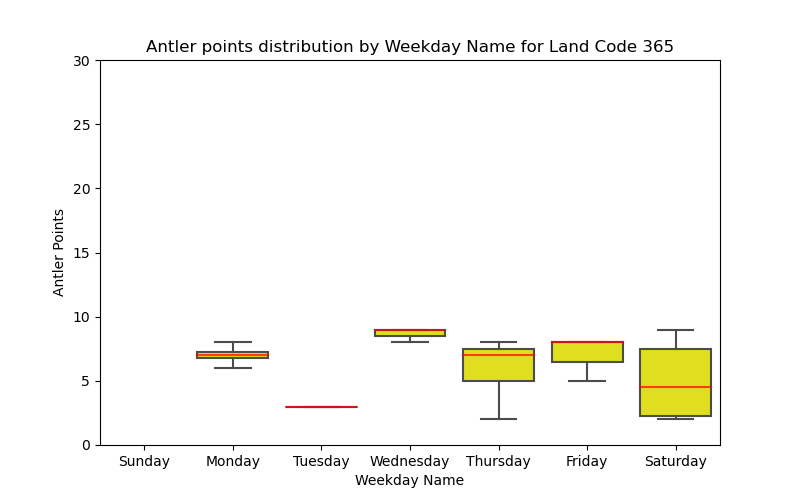 Antler points distribution by Weekday Name for Land Code 365
30
25
20
15
10
5
0
Antler Points
Sunday Monday Tuesday Wednesday Thursday Friday Saturday
Weekday Name